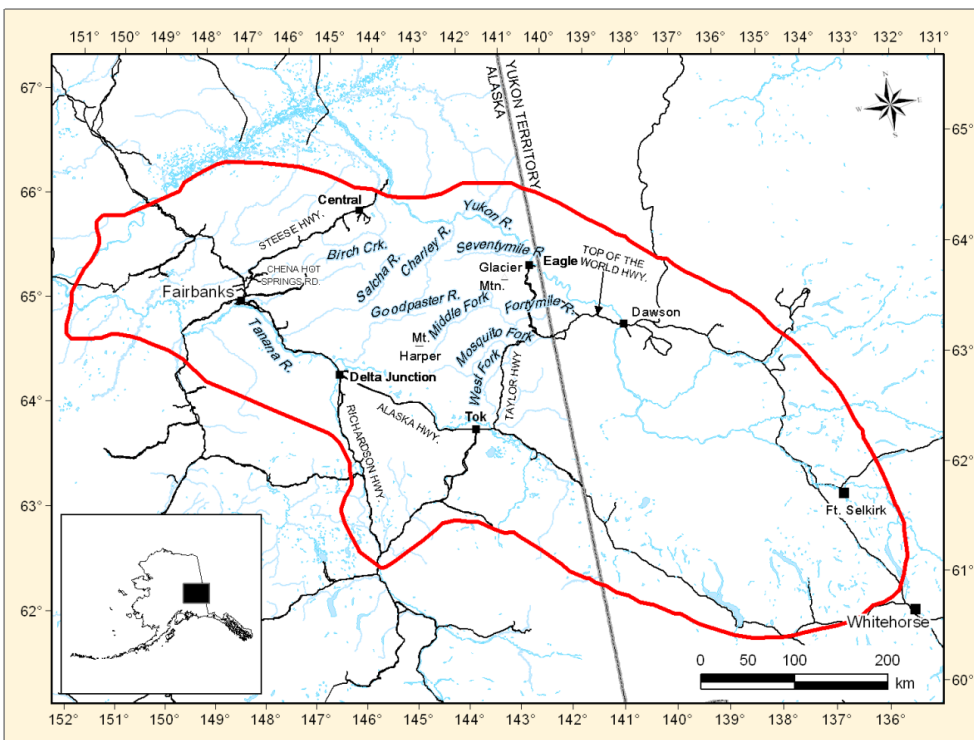 151° 150° 149° 148° 147° 146° 145° 144° 143° 142° 141° 140° 139° 138° 137° 136° 135° 134° 133° 132° 131° 131°
67°
66°
65°
64°
63°
62°
65°
64°
63°
62°
61°
60°
YUKON TERRITORY
ALASKA
N
W
E
S
Central
STEESE HWY.
Yukon R.
Birch Crk.
Charley R.
Salcha R.
Seventymile R.
TOP OF THE
WORLD HWY.
CHENA HOT
SPRINGS RD.
Glacier
Mtn.
Eagle
Fairbanks
Goodpaster R.
Middle Fork
Fortymile R.
Dawson
Tanana R.
Mt.
Harper
Mosquito Fork
West Fork
TAYLOR HWY
Delta Junction
ALASKA HWY.
Tok
RICHARDSON HWY.
Ft. Selkirk
Whitehorse
0 50 100 200
km
152° 151° 150° 149° 148° 147° 146° 145° 144° 143° 142° 141° 140° 139° 138° 137° 136°